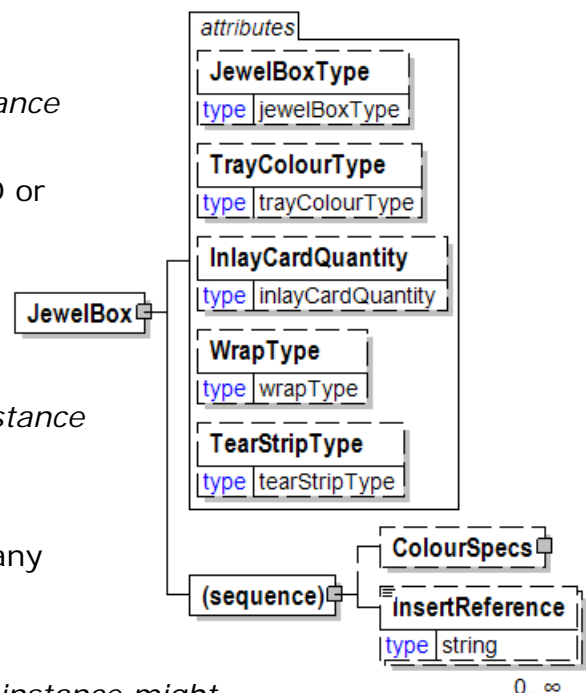 attributes
JewelBoxType
type jewelBoxType
ance
TrayColourType
or
type trayColourType
InlayCardQuantity
type inlayCardQuantity
JewelBox
WrapType
type wrapType
stance
TearStripType
type tearStripType
any
ColourSpecs
(sequence)
InsertReference
type string
instance might
0..∞